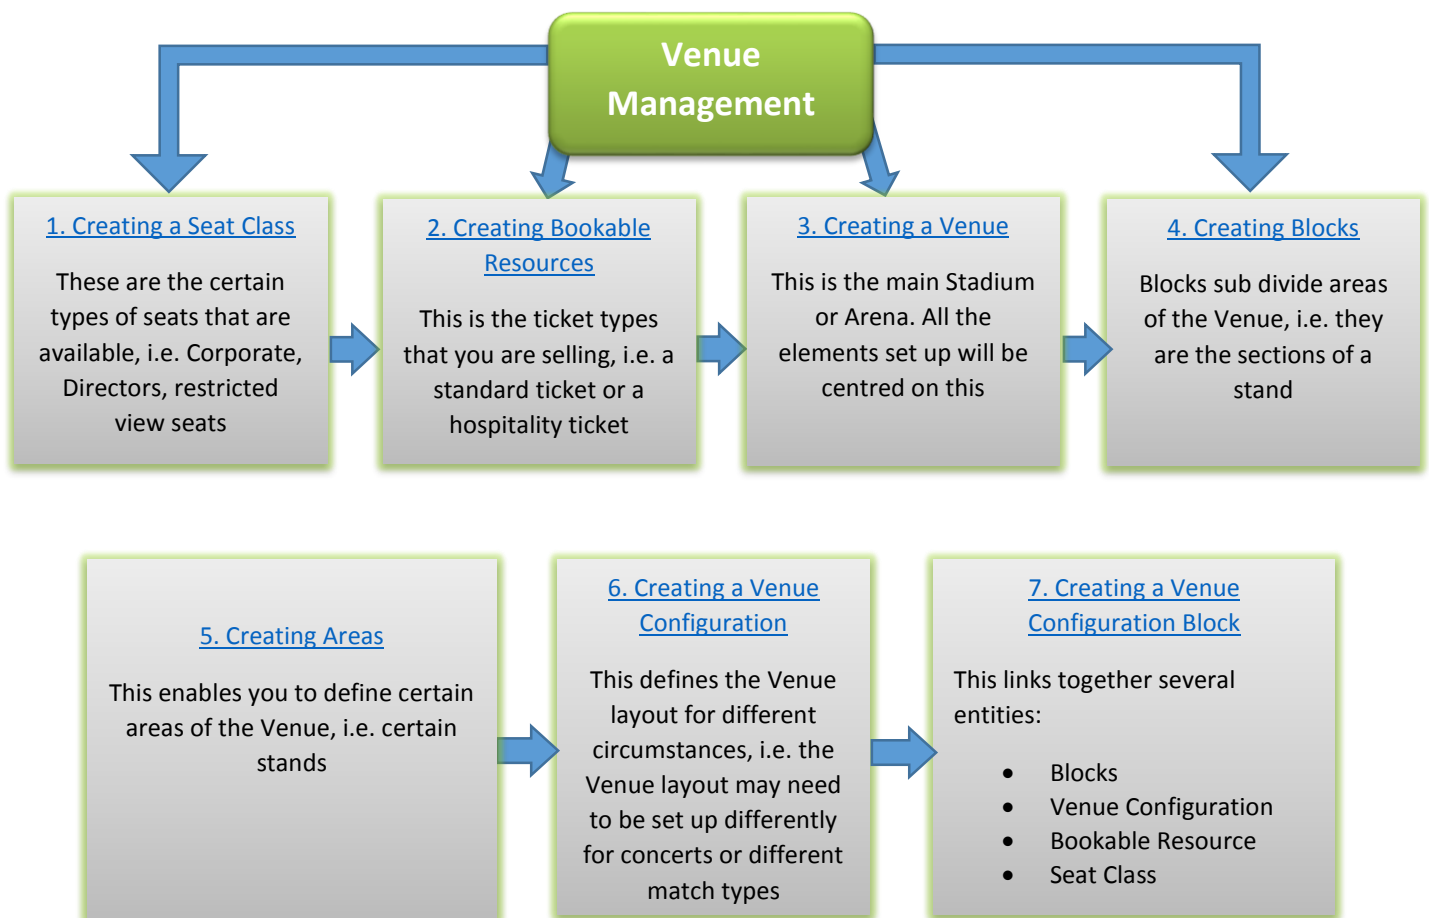 Venue
Management
1. Creating a Seat Class
These are the certain
types of seats that are
available, i.e. Corporate,
Directors, restricted
view seats
2. Creating Bookable
Resources
This is the ticket types
that you are selling, i.e. a
standard ticket or a
hospitality ticket
3. Creating a Venue
This is the main Stadium
or Arena. All the
elements set up will be
centred on this
4. Creating Blocks
Blocks sub divide areas
of the Venue, i.e. they
are the sections of a
stand
5. Creating Areas
This enables you to define certain
areas of the Venue, i.e. certain
stands
6. Creating a Venue
Configuration
This defines the Venue
layout for different
circumstances, i.e. the
Venue layout may need
to be set up differently
for concerts or different
match types
7. Creating a Venue
Configuration Block
This links together several
entities:
• Blocks
• Venue Configuration
• Bookable Resource
• Seat Class